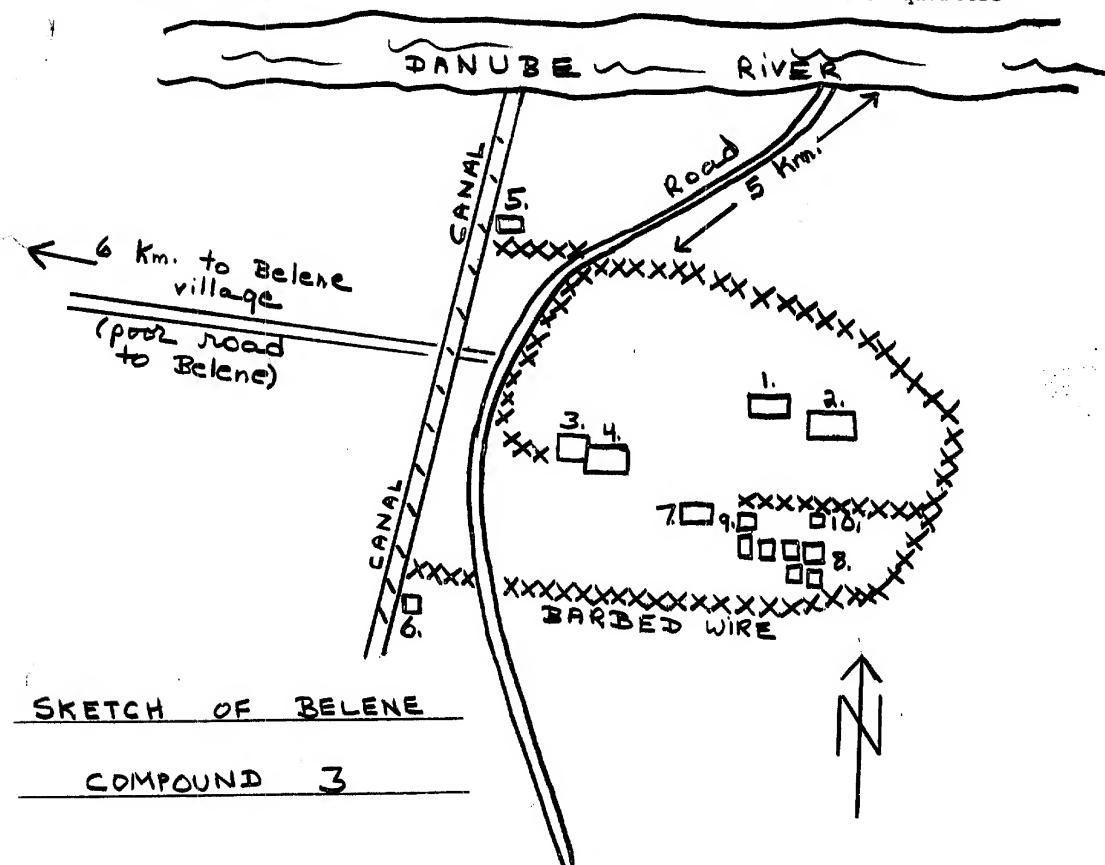 DANUBE RIVER
CANAL
5.
Road
5 Km.
6 Km. to Belene
village
(poor road
to Belene)
1.
2.
3.
4.
7.
9.
10.
8.
CANAL
6.
BARBED WIRE
SKETCH OF BELENE
COMPOUND 3
N